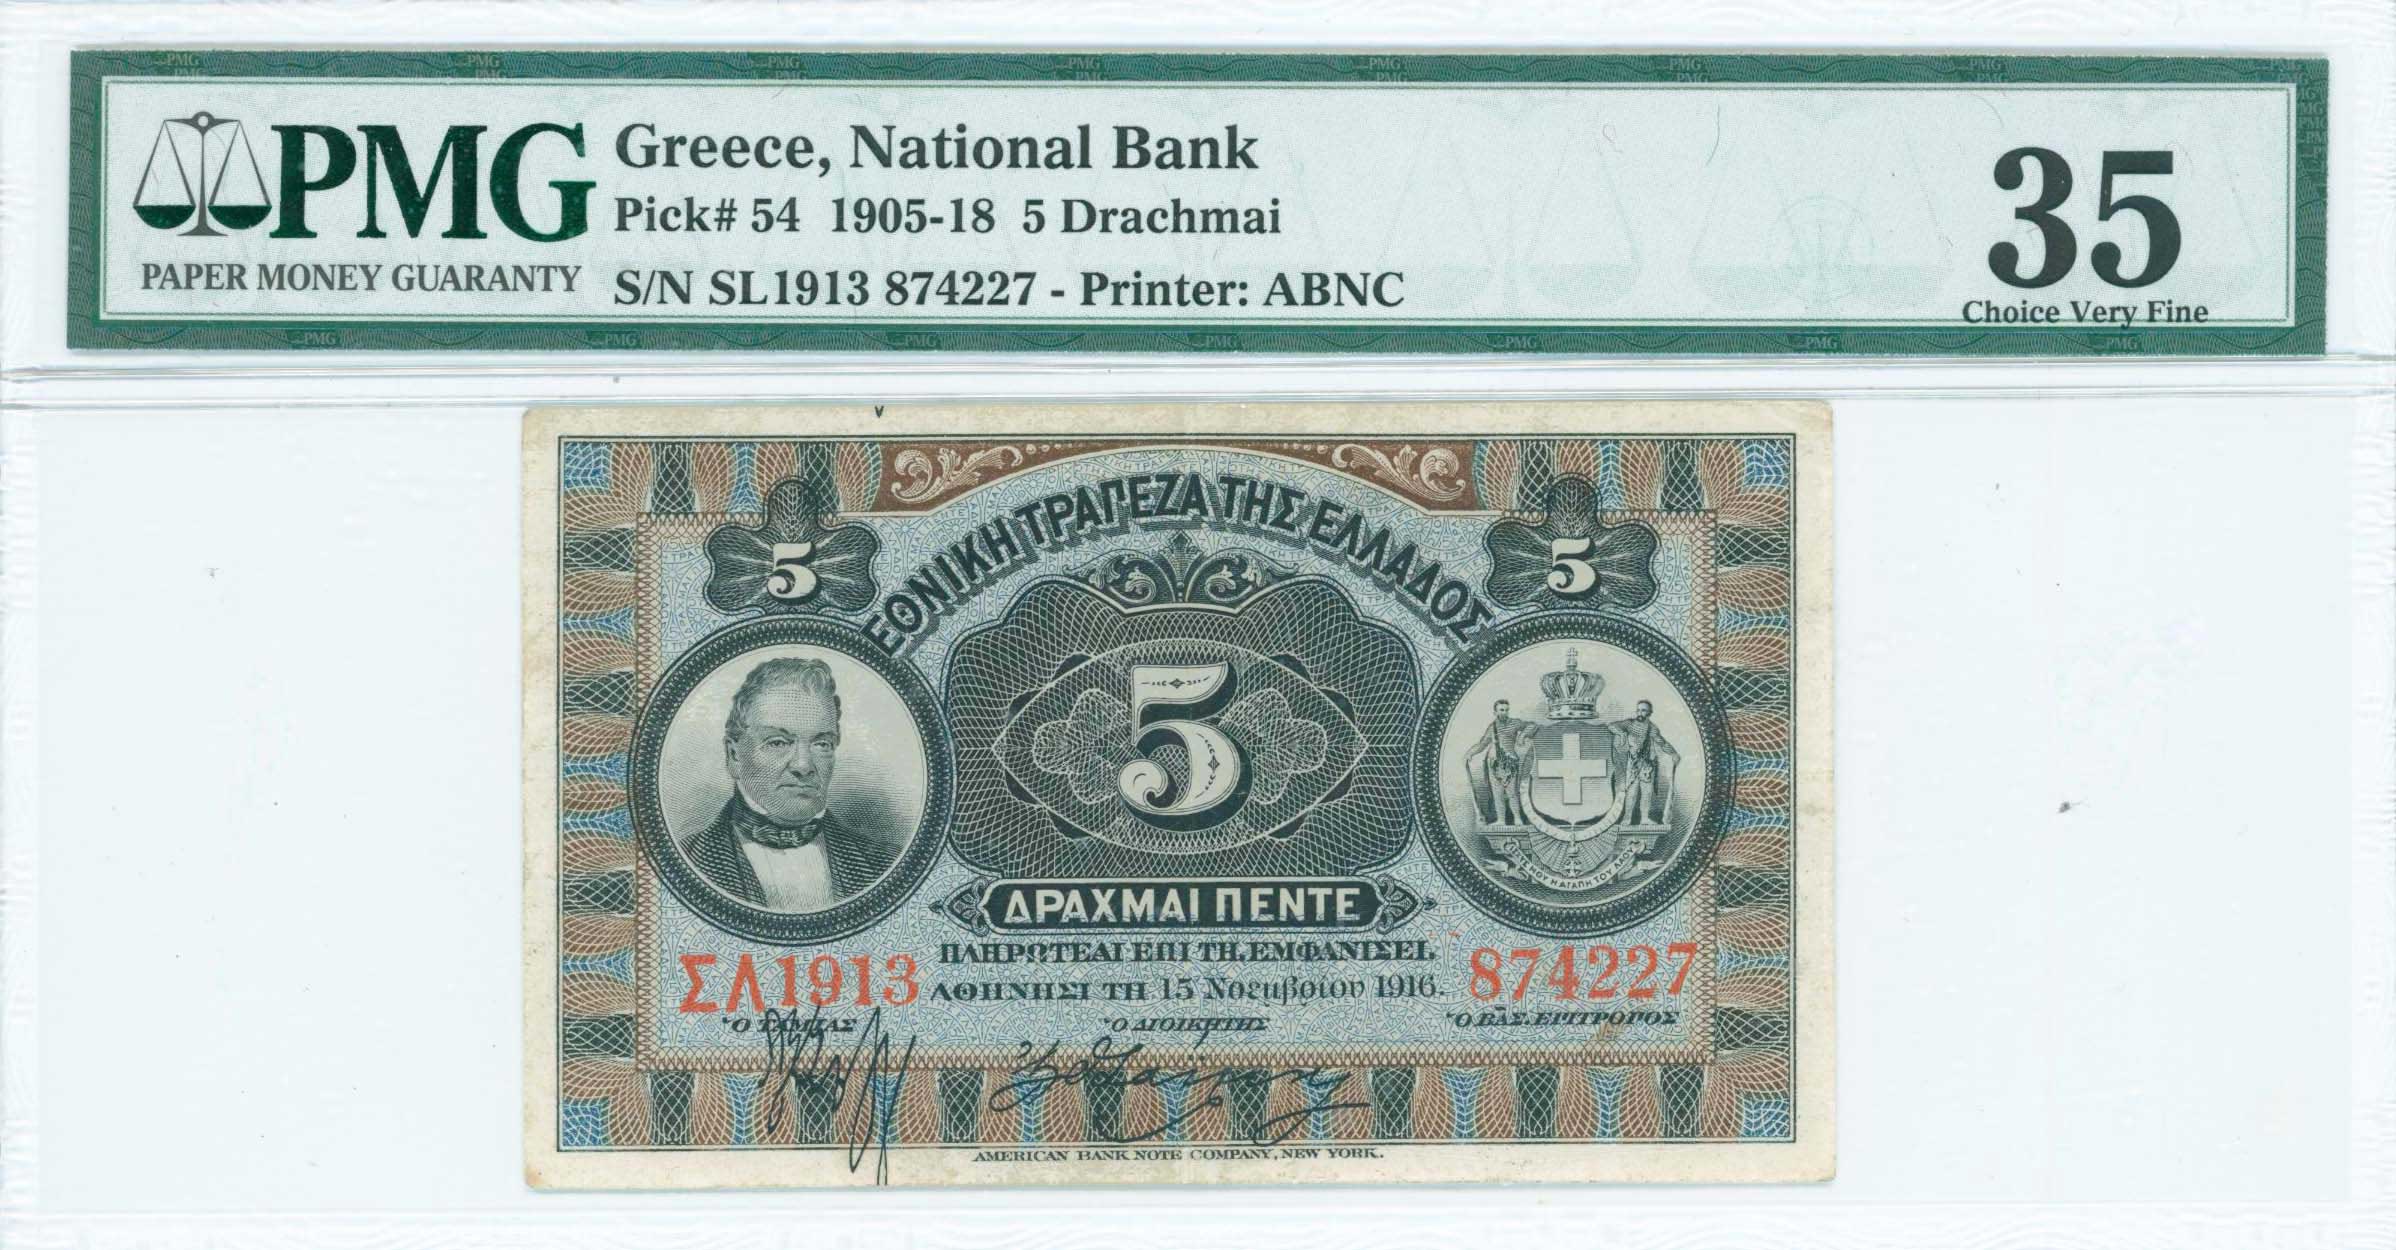 PMG
PAPER MONEY GUARANTY
Greece, National Bank
Pick# 54 1905-18 5 Drachmai
S/N SL1913 874227 - Printer: ABNC
35
Choice Very Fine
ΕΘΝΙΚΗ ΤΡΑΠΕΖΑ ΤΗΣ ΕΛΛΑΔΟΣ
5
5
5
ΔΡΑΧΜΑΙ ΠΕΝΤΕ
ΠΛΗΡΩΤΕΑΙ ΕΠΙ ΤΗ, ΕΜΦΑΝΙΣΕΙ.
ΣΛ1913
874227
ΑΘΗΝΗΣΙ ΤΗ 15 Νοεμβρίου 1916.
Ὁ ΤΑΜΙΑΣ
Ὁ ΔΙΟΙΚΗΤΗΣ
Ὁ ΒΑΣ. ΕΠΙΤΡΟΠΟΣ
AMERICAN BANK NOTE COMPANY, NEW YORK.